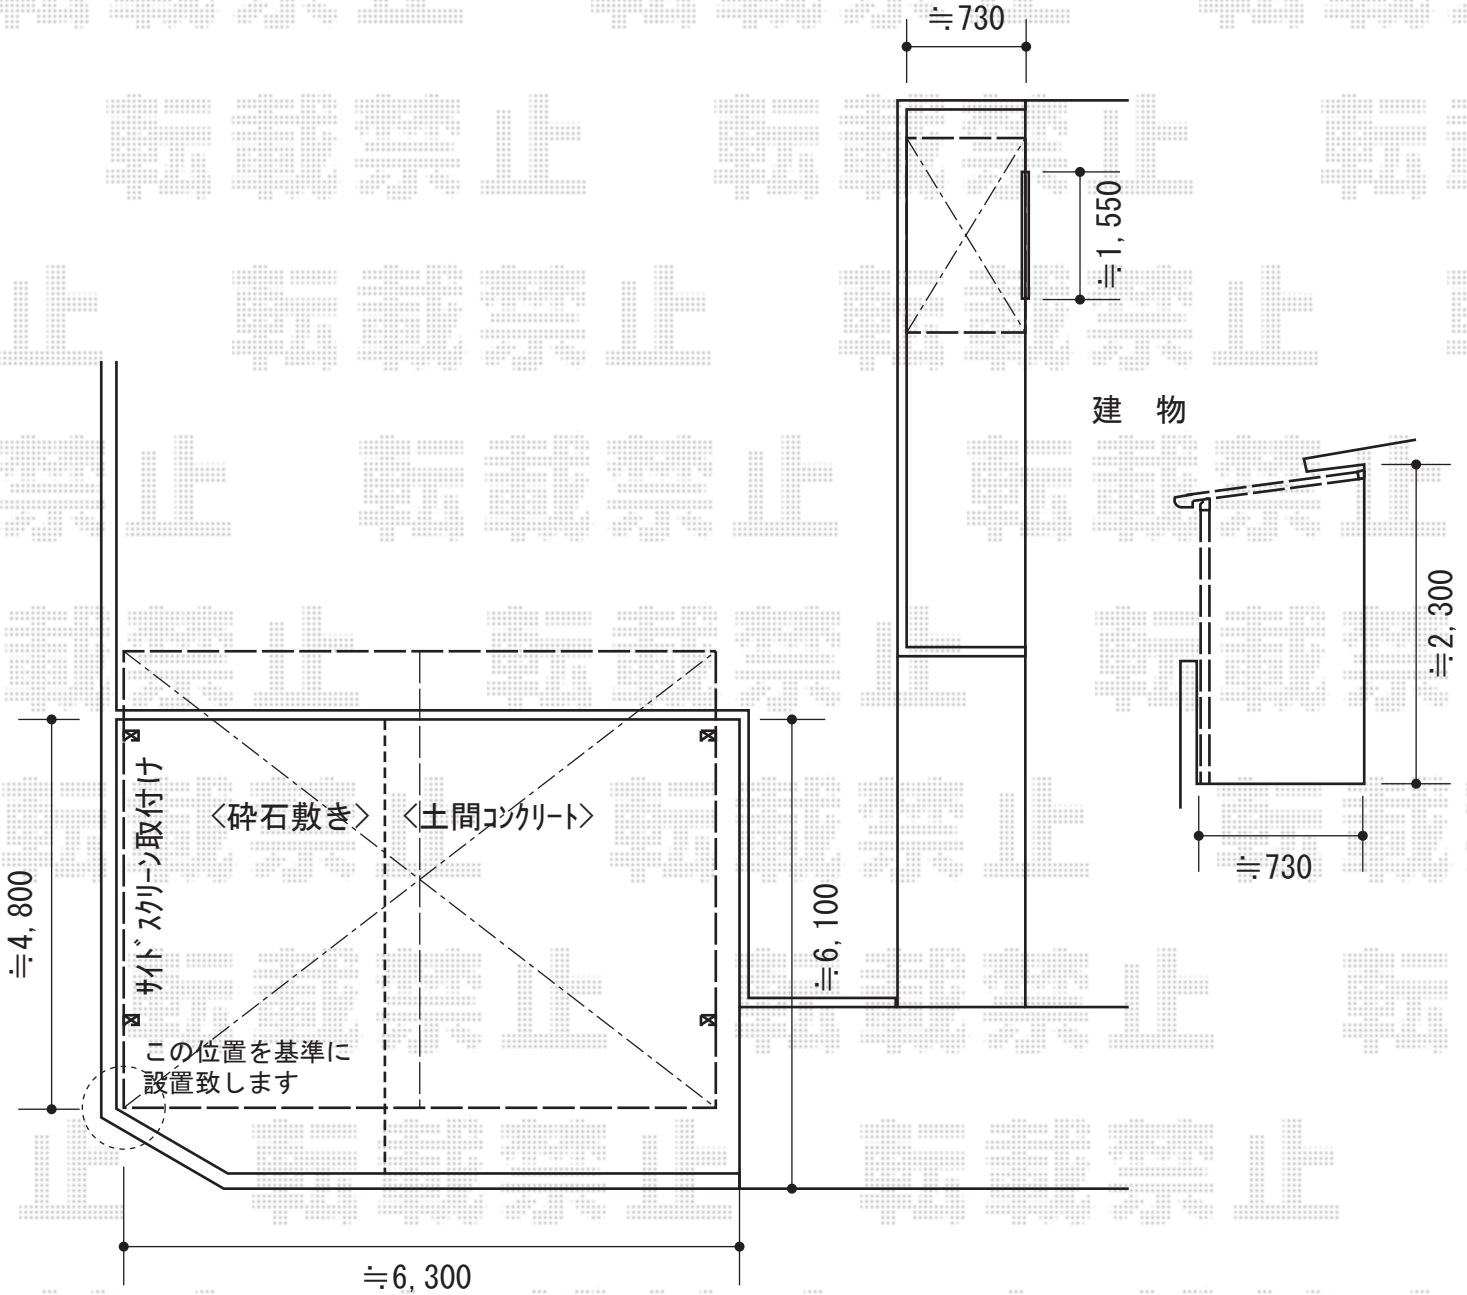 ≒730
≒1,550
建 物
≒2,300
≒730
サイドスクリーン取付け
〈砕石敷き〉
〈土間コンクリート〉
≒4,800
≒6,100
この位置を基準に
設置致します
≒6,300
転載禁止